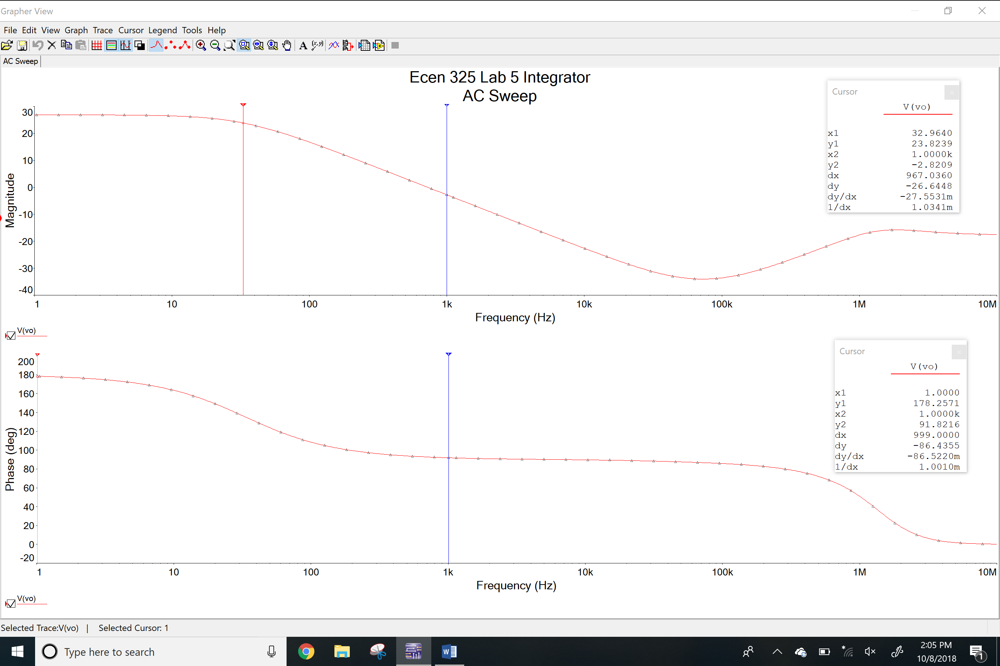 Grapher View
File Edit View Graph Trace Cursor Legend Tools Help
A
AC Sweep
Ecen 325 Lab 5 Integrator
AC Sweep
Magnitude
30
20
10
0
-10
-20
-30
-40
1 10 100 1k 10k 100k 1M 10M
Frequency (Hz)
V(vo)
Cursor
V(vo)
x1 32.9640
y1 23.8239
x2 1.0000k
y2 -2.8209
dx 967.0360
dy -26.6448
dy/dx -27.5531m
1/dx 1.0341m
Phase (deg)
200
180
160
140
120
100
80
60
40
20
0
-20
1 10 100 1k 10k 100k 1M 10M
Frequency (Hz)
V(vo)
Cursor
V(vo)
x1 1.0000
y1 178.2571
x2 1.0000k
y2 91.8216
dx 999.0000
dy -86.4355
dy/dx -86.5220m
1/dx 1.0010m
Selected Trace:V(vo) | Selected Cursor: 1
Type here to search
W
2:05 PM
10/8/2018
1